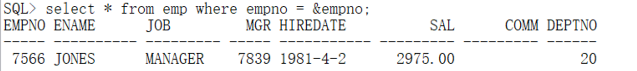 SQL> select * from emp where empno = &empno;
EMPNO ENAME      JOB         MGR HIREDATE          SAL      COMM DEPTNO
----- ---------- --------- ----- ----------- --------- --------- ------
 7566 JONES      MANAGER    7839 1981-4-2      2975.00               20